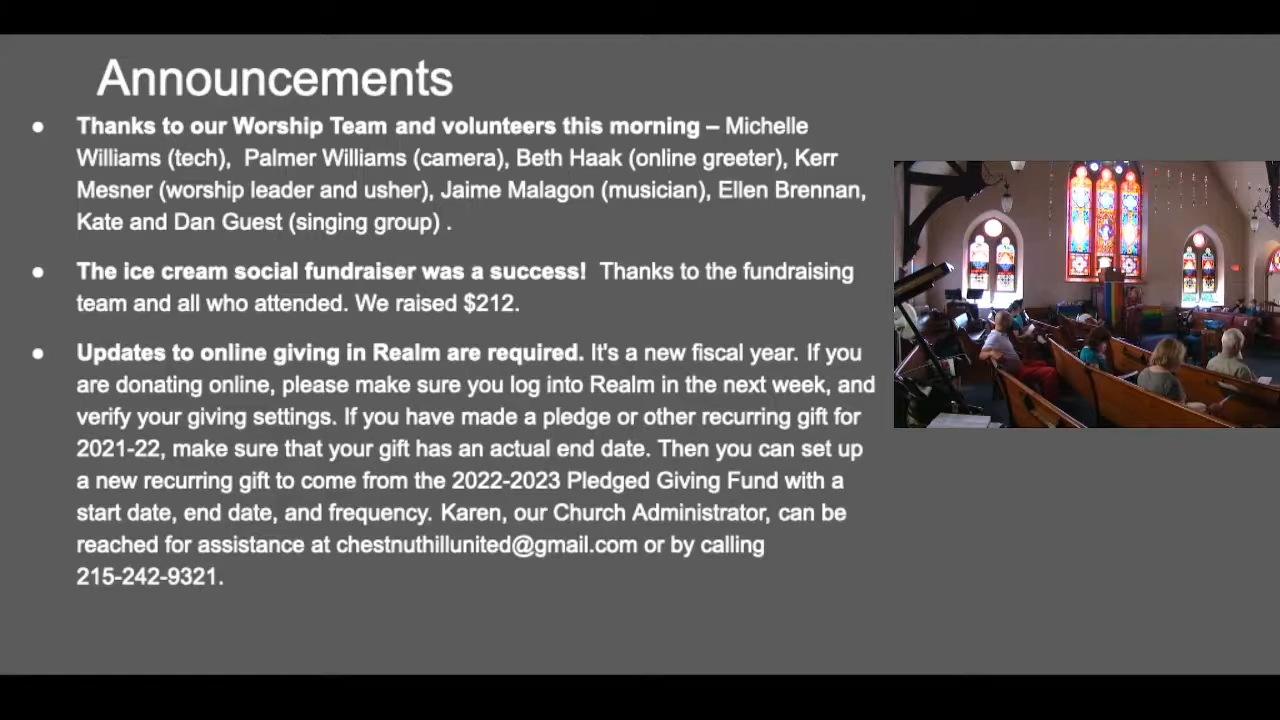 Announcements
● Thanks to our Worship Team and volunteers this morning – Michelle
Williams (tech),  Palmer Williams (camera), Beth Haak (online greeter), Kerr
Mesner (worship leader and usher), Jaime Malagon (musician), Ellen Brennan,
Kate and Dan Guest (singing group) .
● The ice cream social fundraiser was a success!  Thanks to the fundraising
team and all who attended. We raised $212.
● Updates to online giving in Realm are required. It's a new fiscal year. If you
are donating online, please make sure you log into Realm in the next week, and
verify your giving settings. If you have made a pledge or other recurring gift for
2021-22, make sure that your gift has an actual end date. Then you can set up
a new recurring gift to come from the 2022-2023 Pledged Giving Fund with a
start date, end date, and frequency. Karen, our Church Administrator, can be
reached for assistance at chestnuthillunited@gmail.com or by calling
215-242-9321.